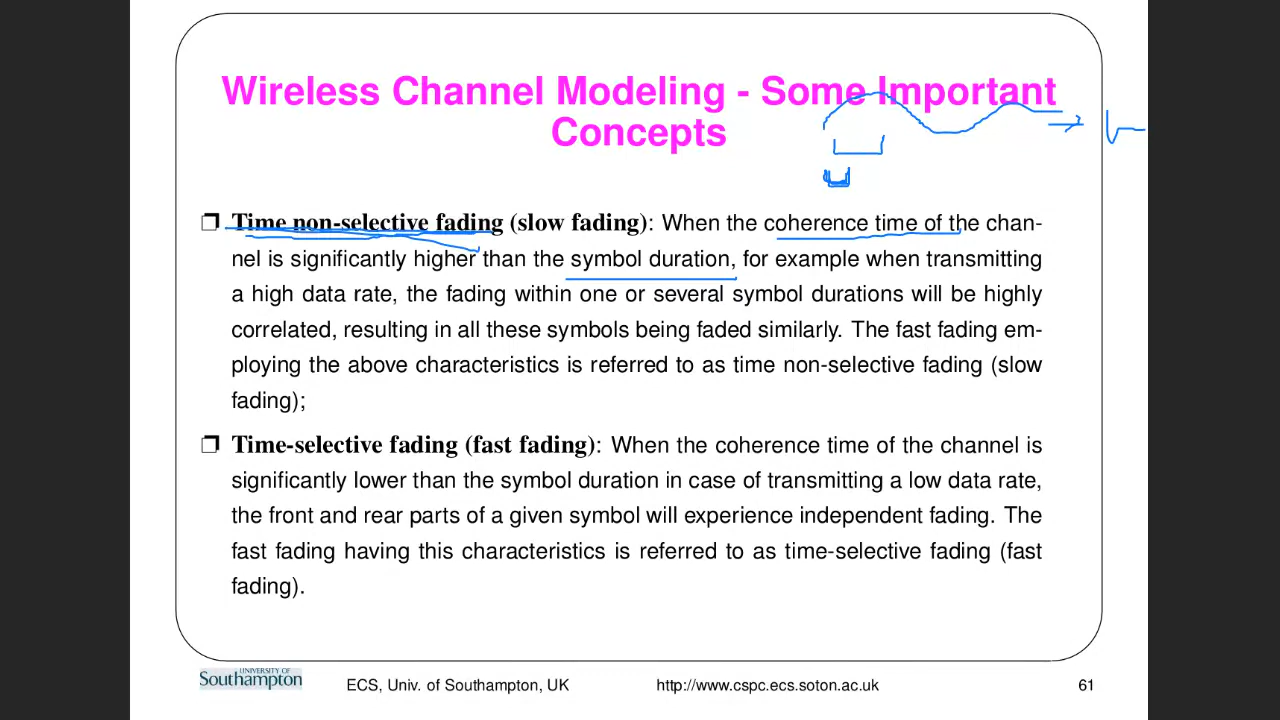 Wireless Channel Modeling - Some Important
Concepts
❐ Time non-selective fading (slow fading): When the coherence time of the chan-
nel is significantly higher than the symbol duration, for example when transmitting
a high data rate, the fading within one or several symbol durations will be highly
correlated, resulting in all these symbols being faded similarly. The fast fading em-
ploying the above characteristics is referred to as time non-selective fading (slow
fading);
❐ Time-selective fading (fast fading): When the coherence time of the channel is
significantly lower than the symbol duration in case of transmitting a low data rate,
the front and rear parts of a given symbol will experience independent fading. The
fast fading having this characteristics is referred to as time-selective fading (fast
fading).
UNIVERSITY OF
Southampton
ECS, Univ. of Southampton, UK http://www.cspc.ecs.soton.ac.uk 61